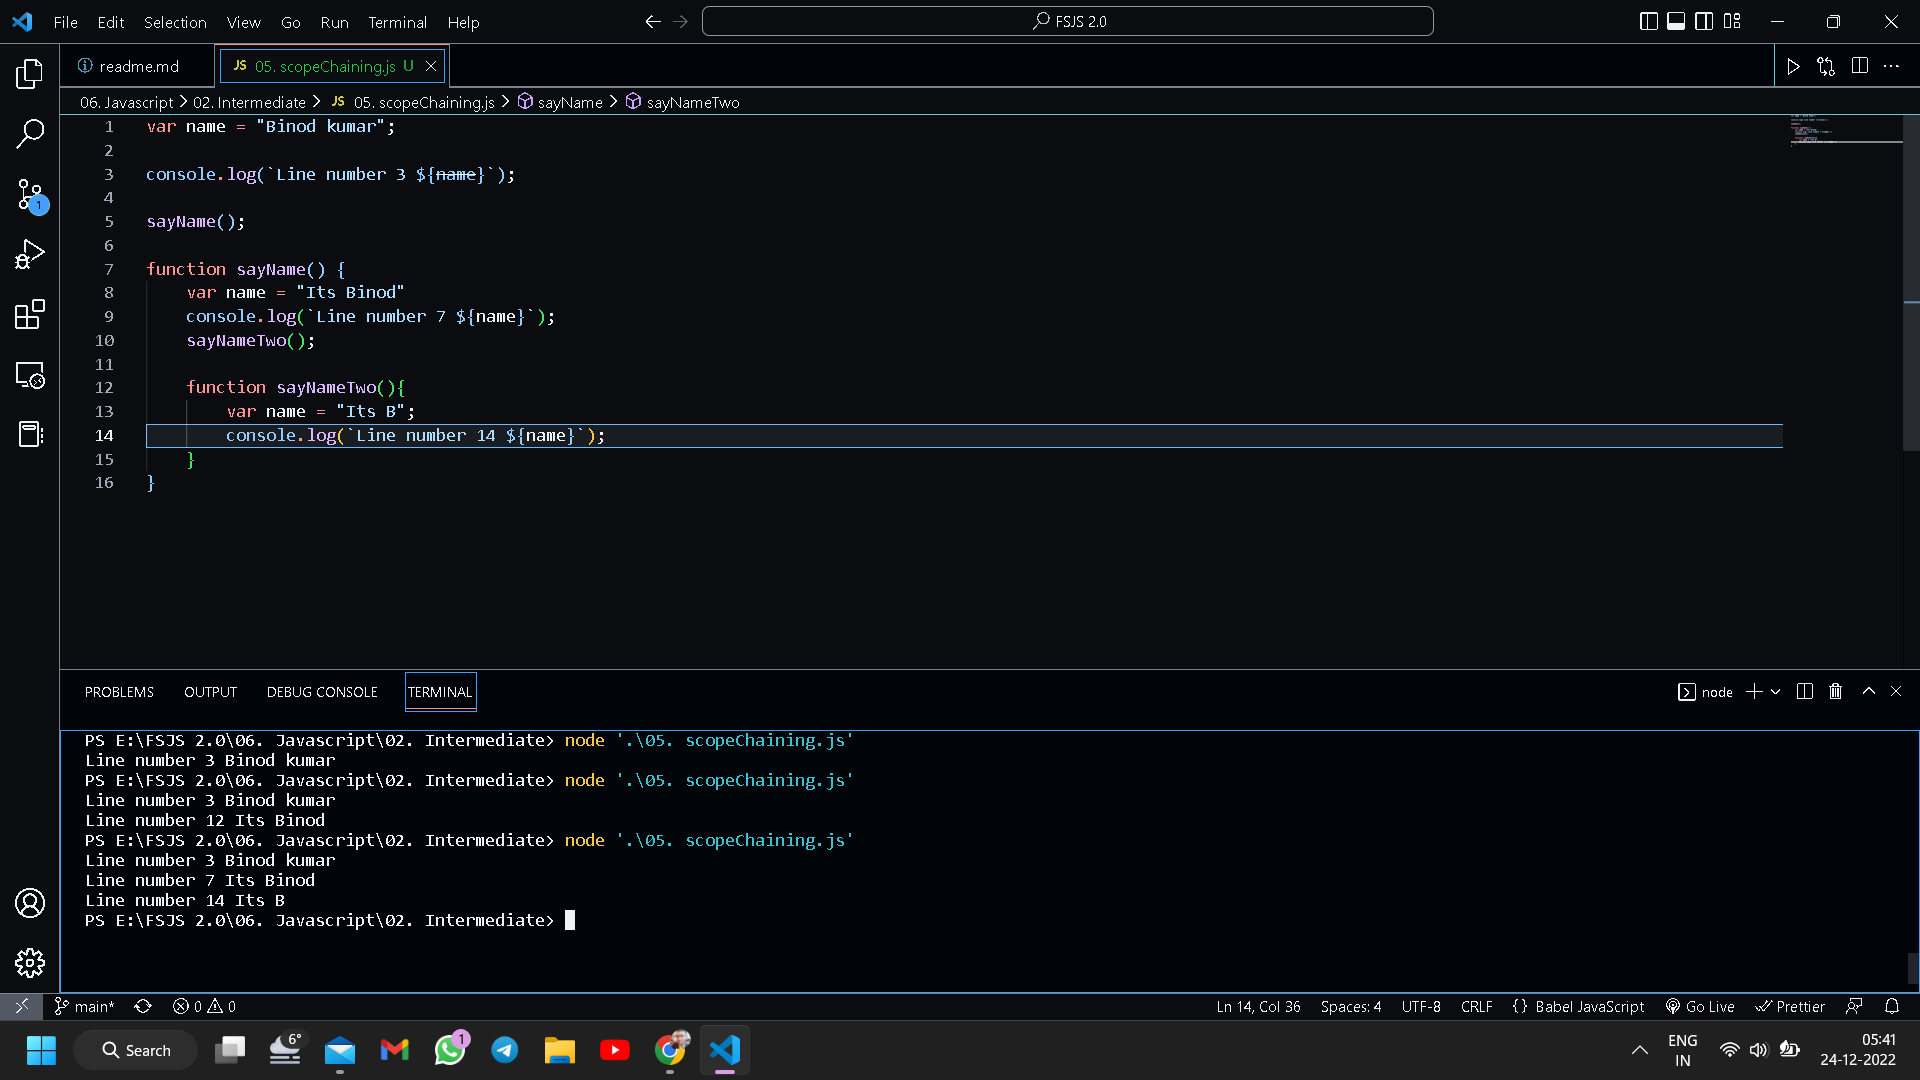 File Edit Selection View Go Run Terminal Help
FSJS 2.0
readme.md
JS 05. scopeChaining.js U
06. Javascript > 02. Intermediate > JS 05. scopeChaining.js > sayName > sayNameTwo
1 var name = "Binod kumar";
2
3 console.log(`Line number 3 ${name}`);
4
5 sayName();
6
7 function sayName() {
8 var name = "Its Binod"
9 console.log(`Line number 7 ${name}`);
10 sayNameTwo();
11
12 function sayNameTwo(){
13 var name = "Its B";
14 console.log(`Line number 14 ${name}`);
15 }
16 }
PROBLEMS OUTPUT DEBUG CONSOLE TERMINAL
node
PS E:\FSJS 2.0\06. Javascript\02. Intermediate> node '.\05. scopeChaining.js'
Line number 3 Binod kumar
PS E:\FSJS 2.0\06. Javascript\02. Intermediate> node '.\05. scopeChaining.js'
Line number 3 Binod kumar
Line number 12 Its Binod
PS E:\FSJS 2.0\06. Javascript\02. Intermediate> node '.\05. scopeChaining.js'
Line number 3 Binod kumar
Line number 7 Its Binod
Line number 14 Its B
PS E:\FSJS 2.0\06. Javascript\02. Intermediate>
1
main* 0 0
Ln 14, Col 36 Spaces: 4 UTF-8 CRLF {} Babel JavaScript Go Live Prettier
Search
6°
1
ENG
IN
05:41
24-12-2022